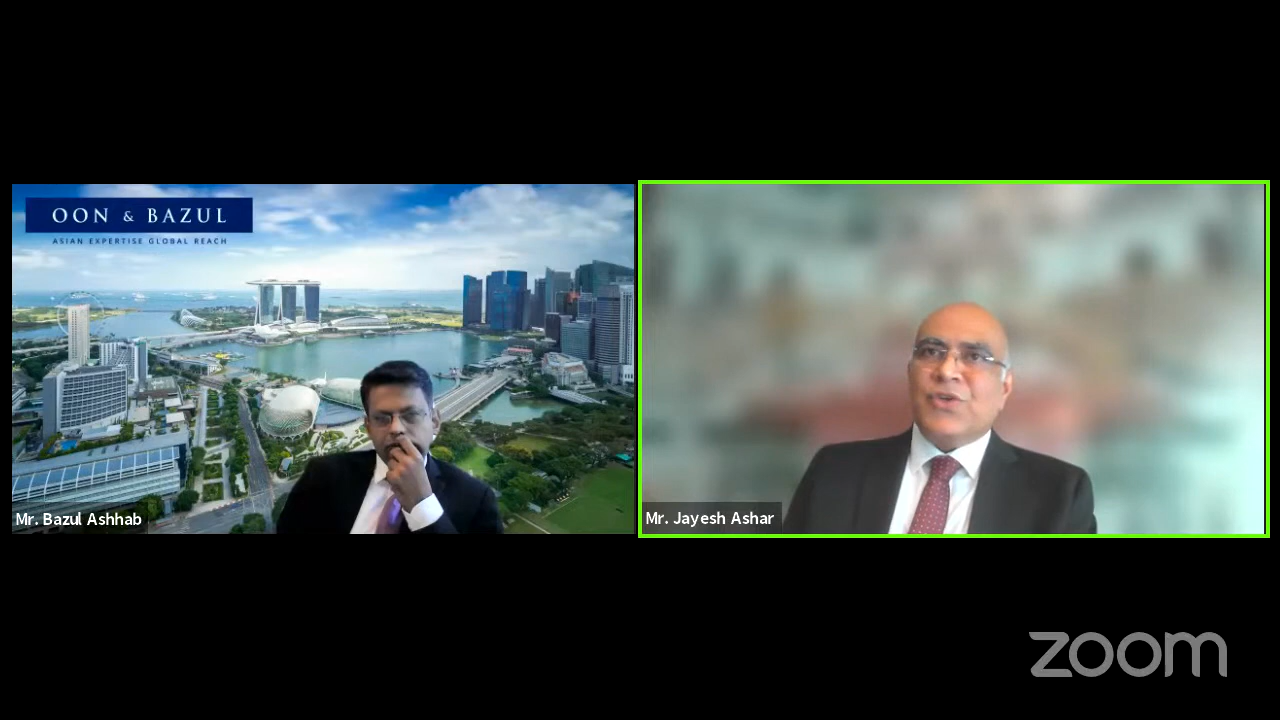 OON & BAZUL
ASIAN EXPERTISE GLOBAL REACH
Mr. Bazul Ashhab
Mr. Jayesh Ashar
zoom